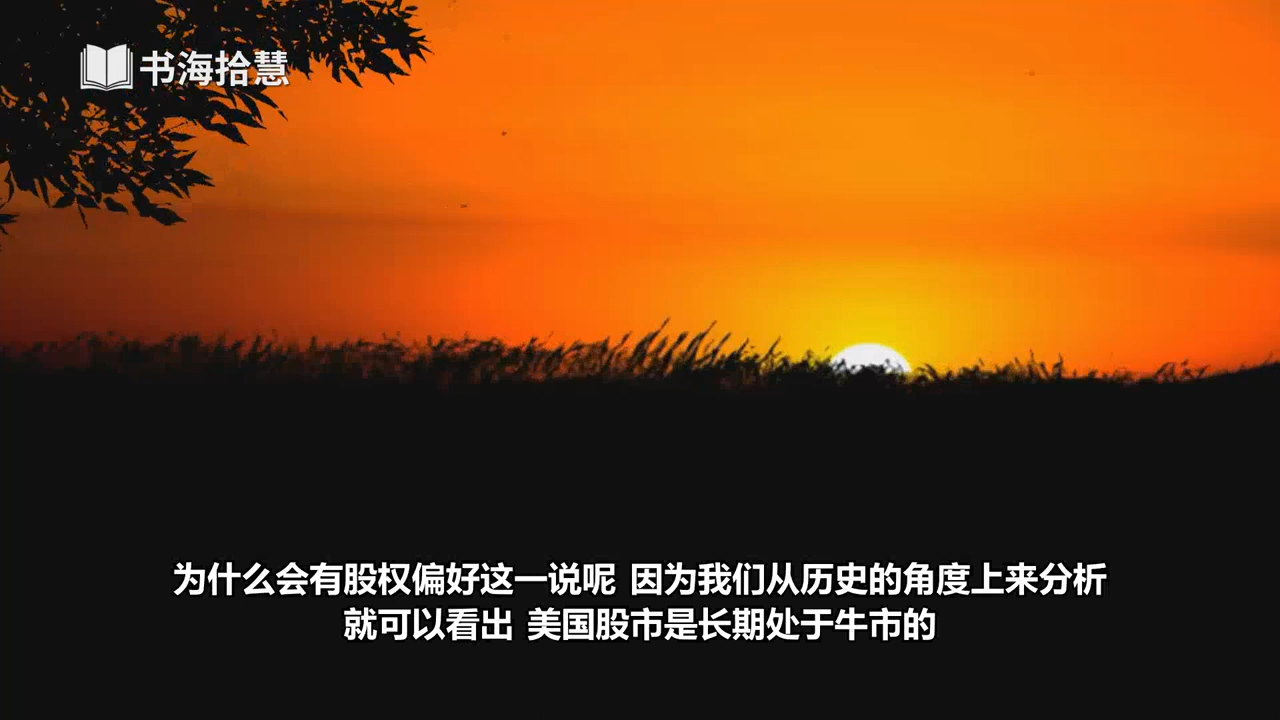 书海拾慧
为什么会有股权偏好这一说呢 因为我们从历史的角度上来分析
就可以看出 美国股市是长期处于牛市的